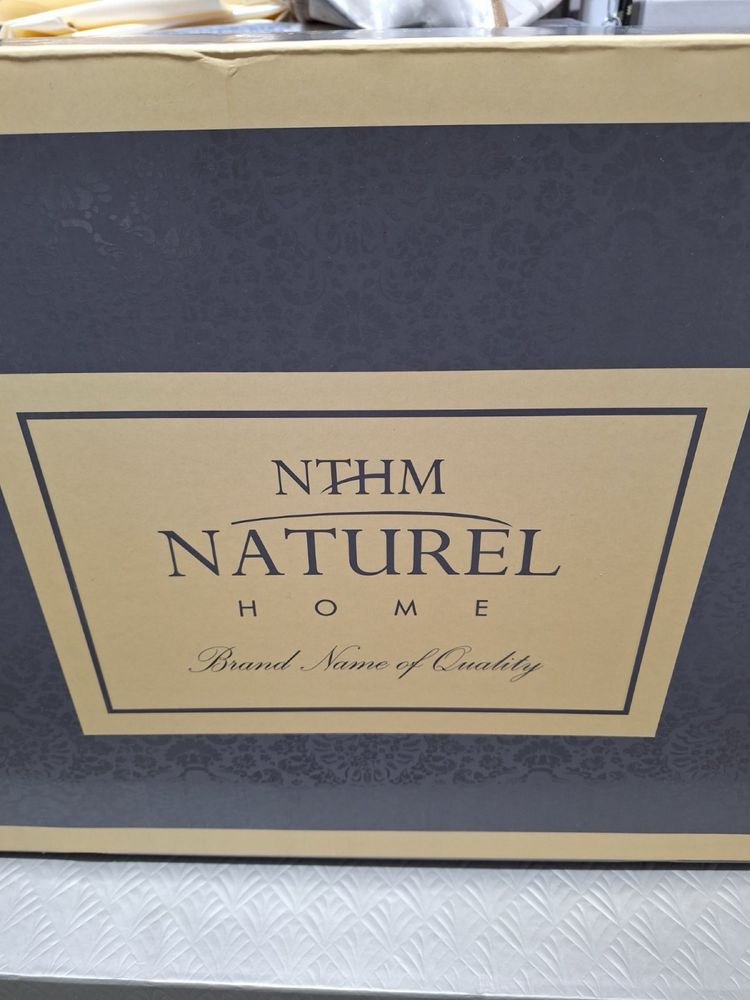 NTHM
NATUREL
HOME
Brand Name of Quality